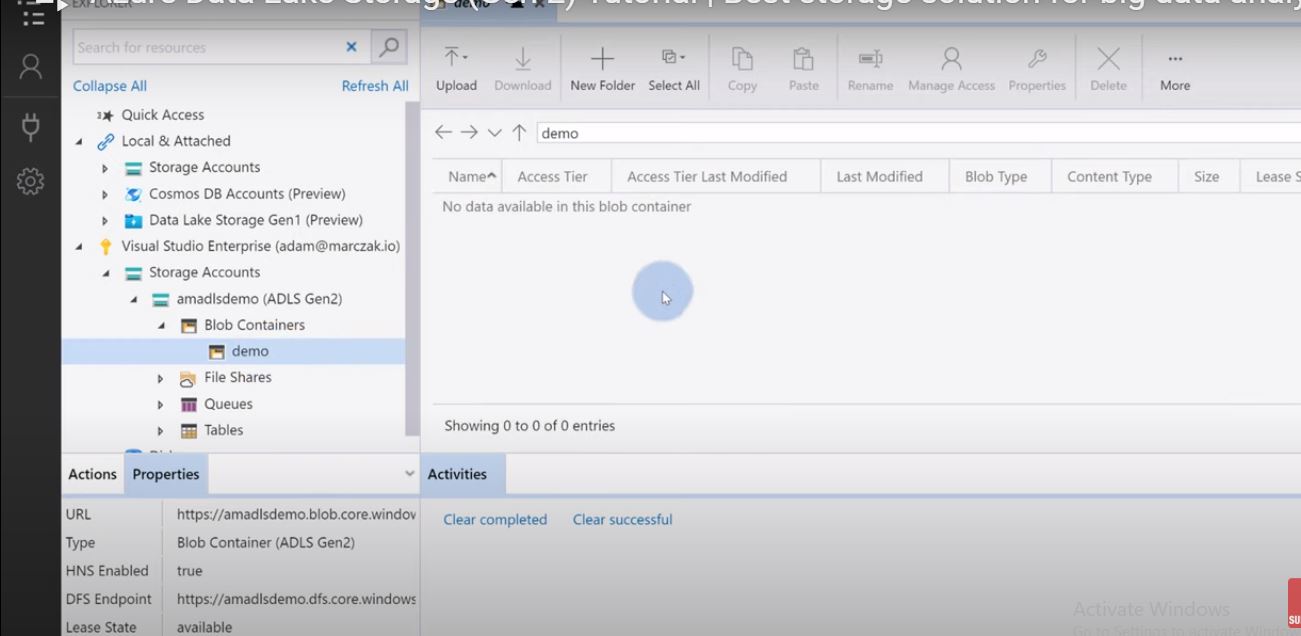 EXPLORER
Azure Data Lake Storage (Gen2) Tutorial | Best storage solution for big data
demo
Search for resources
Collapse All
Refresh All
Quick Access
Local & Attached
Storage Accounts
Cosmos DB Accounts (Preview)
Data Lake Storage Gen1 (Preview)
Visual Studio Enterprise (adam@marczak.io)
Storage Accounts
amadlsdemo (ADLS Gen2)
Blob Containers
demo
File Shares
Queues
Tables
Upload
Download
New Folder
Select All
Copy
Paste
Rename
Manage Access
Properties
Delete
More
demo
Name
Access Tier
Access Tier Last Modified
Last Modified
Blob Type
Content Type
Size
Lease S
No data available in this blob container
Showing 0 to 0 of 0 entries
Actions
Properties
URL https://amadlsdemo.blob.core.window
Type Blob Container (ADLS Gen2)
HNS Enabled true
DFS Endpoint https://amadlsdemo.dfs.core.windows
Lease State available
Activities
Clear completed
Clear successful
Activate Windows
Go to Settings to activate Windows
SU